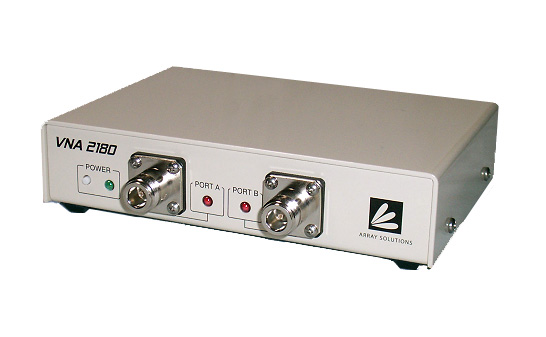 VNA 2180
POWER
PORT A
PORT B
ARRAY SOLUTIONS